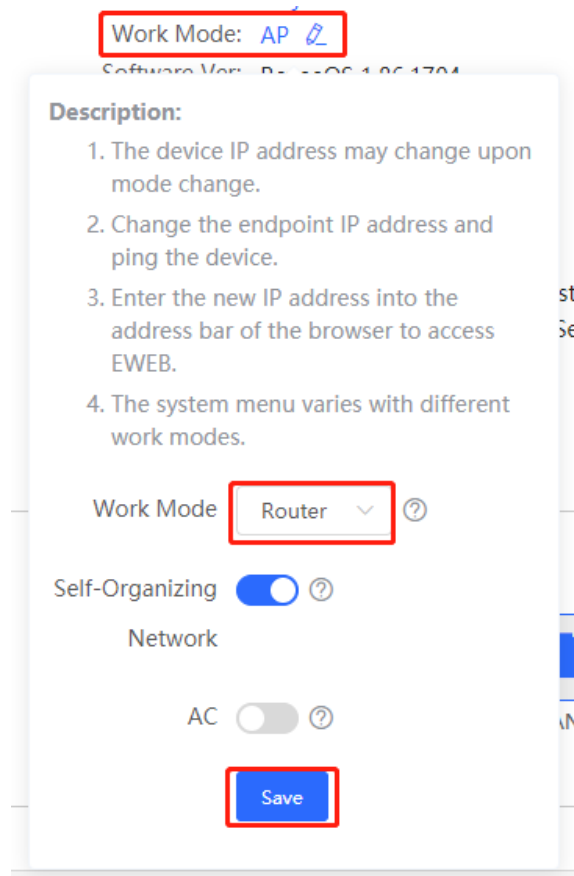 Work Mode: AP
Software Ver:
Description:
1. The device IP address may change upon
mode change.
2. Change the endpoint IP address and
ping the device.
3. Enter the new IP address into the
address bar of the browser to access
EWEB.
4. The system menu varies with different
work modes.
Work Mode Router
Self-Organizing
Network
AC
Save